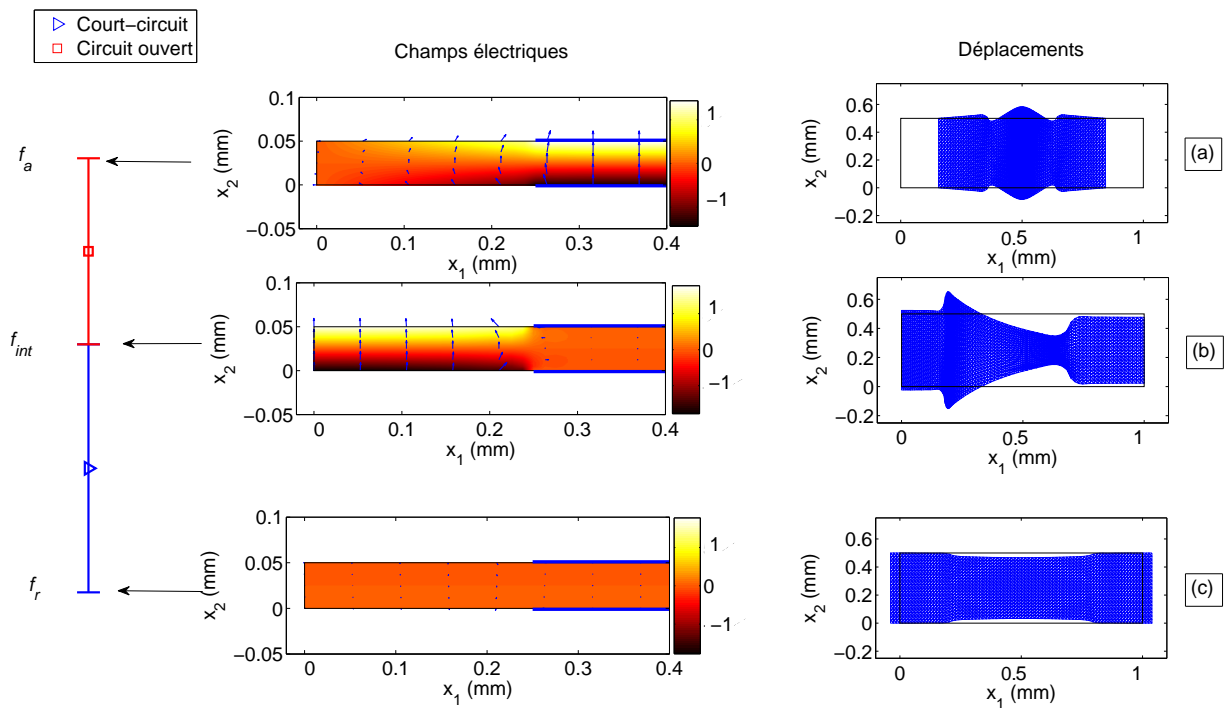 Court−circuit
Circuit ouvert
Champs électriques
Déplacements
f_a
f_int
f_r
0.1
0.05
0
−0.05
x_2 (mm)
0 0.1 0.2 0.3 0.4
x_1 (mm)
1
0
−1
0.6
0.4
0.2
0
−0.2
x_2 (mm)
0 0.5 1
x_1 (mm)
(a)
0.1
0.05
0
−0.05
x_2 (mm)
0 0.1 0.2 0.3 0.4
x_1 (mm)
1
0
−1
0.6
0.4
0.2
0
−0.2
x_2 (mm)
0 0.5 1
x_1 (mm)
(b)
0.1
0.05
0
−0.05
x_2 (mm)
0 0.1 0.2 0.3 0.4
x_1 (mm)
1
0
−1
0.6
0.4
0.2
0
−0.2
x_2 (mm)
0 0.5 1
x_1 (mm)
(c)